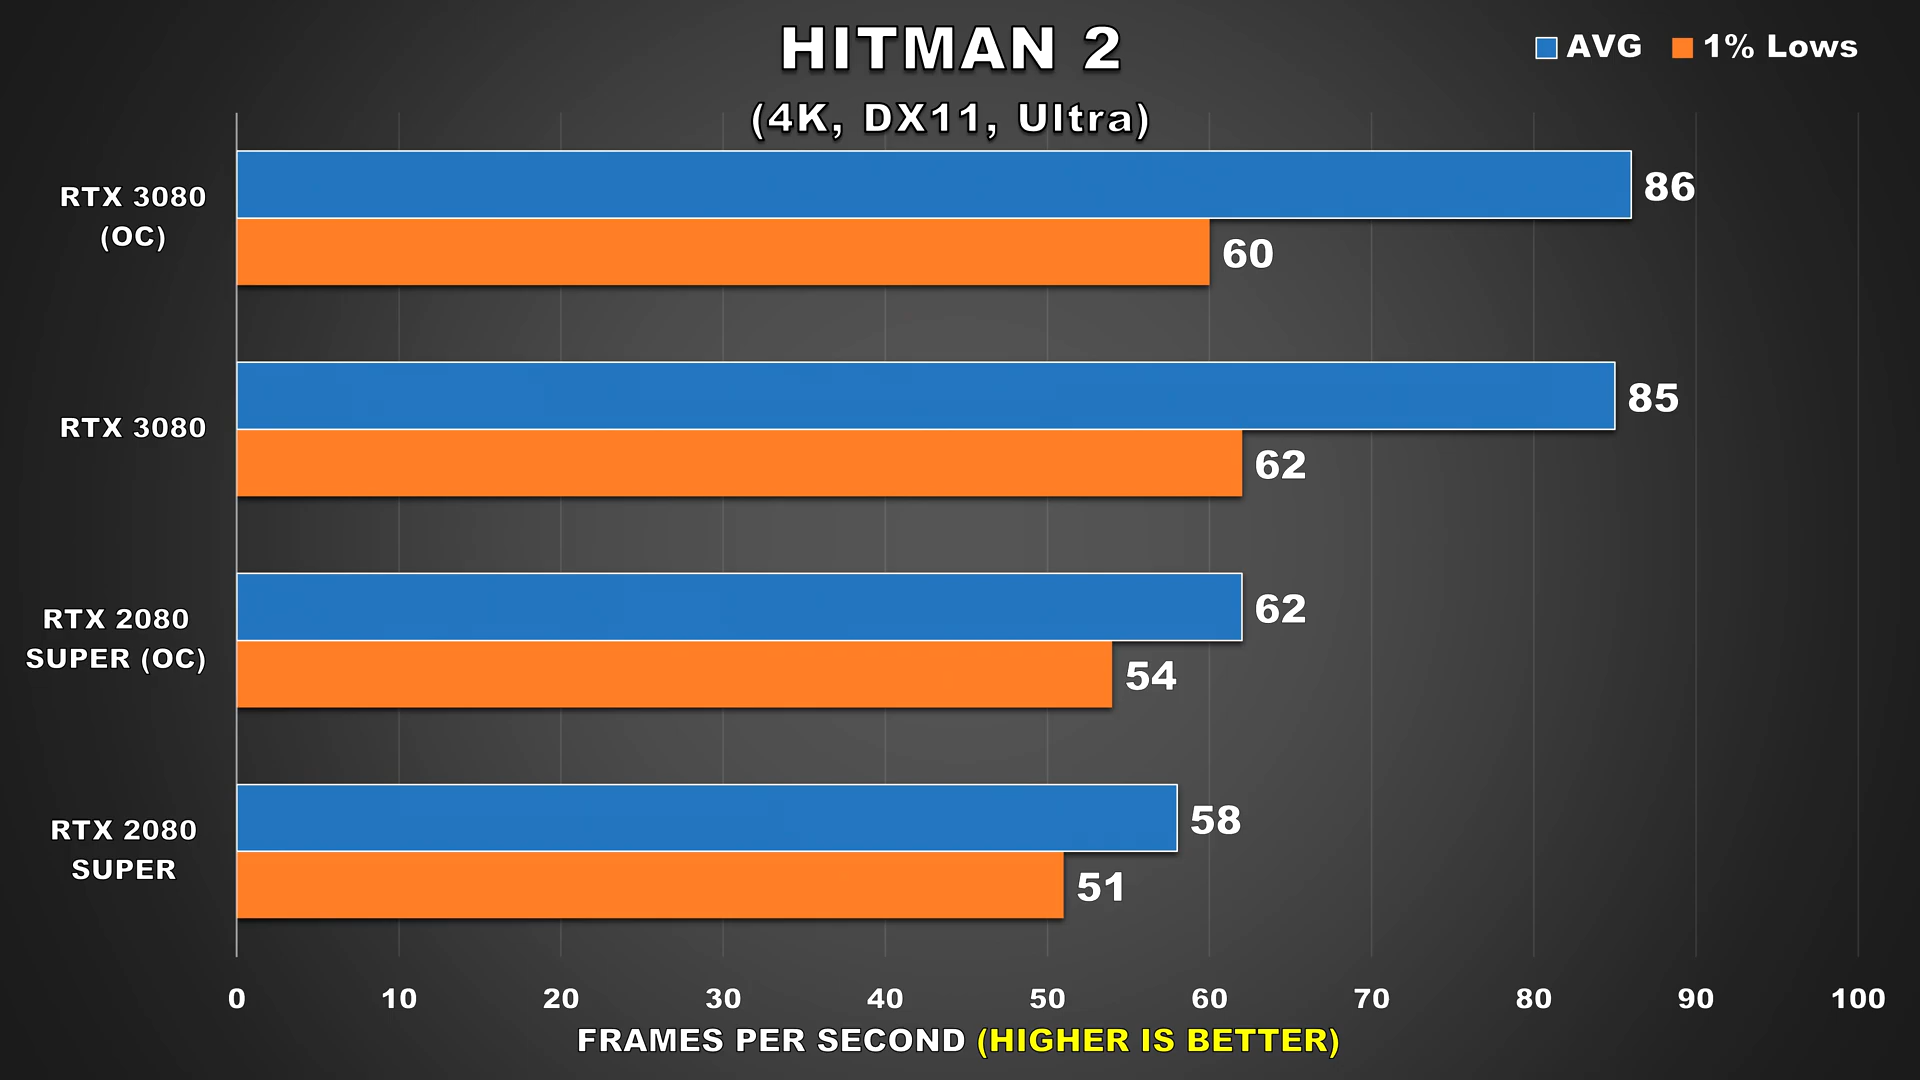 HITMAN 2
(4K, DX11, Ultra)
AVG 1% Lows
RTX 3080
(OC)
86
60
RTX 3080
85
62
RTX 2080
SUPER (OC)
62
54
RTX 2080
SUPER
58
51
0 10 20 30 40 50 60 70 80 90 100
FRAMES PER SECOND (HIGHER IS BETTER)